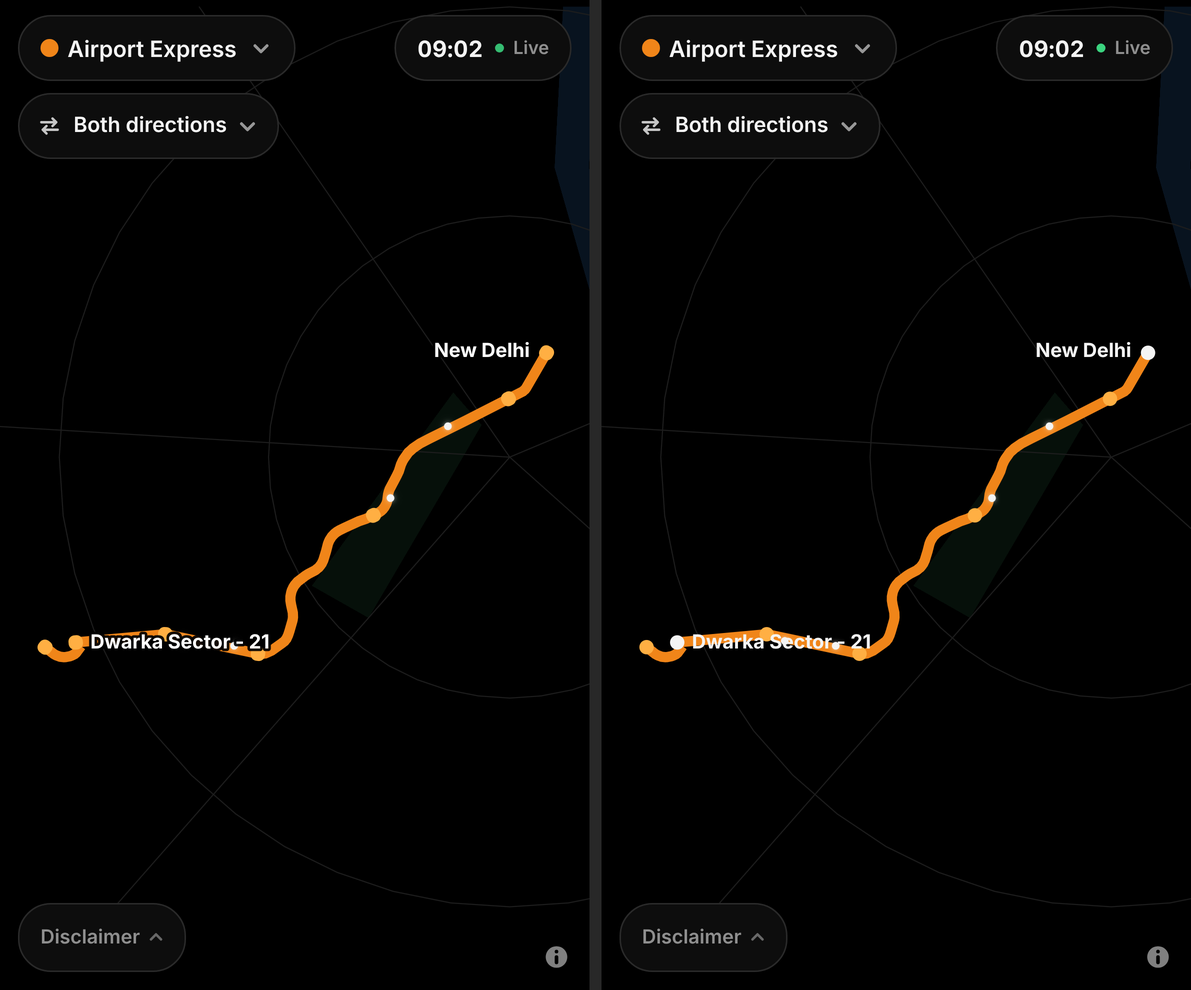 Airport Express
09:02 Live
Both directions
New Delhi
Dwarka Sector - 21
Disclaimer
Airport Express
09:02 Live
Both directions
New Delhi
Dwarka Sector - 21
Disclaimer